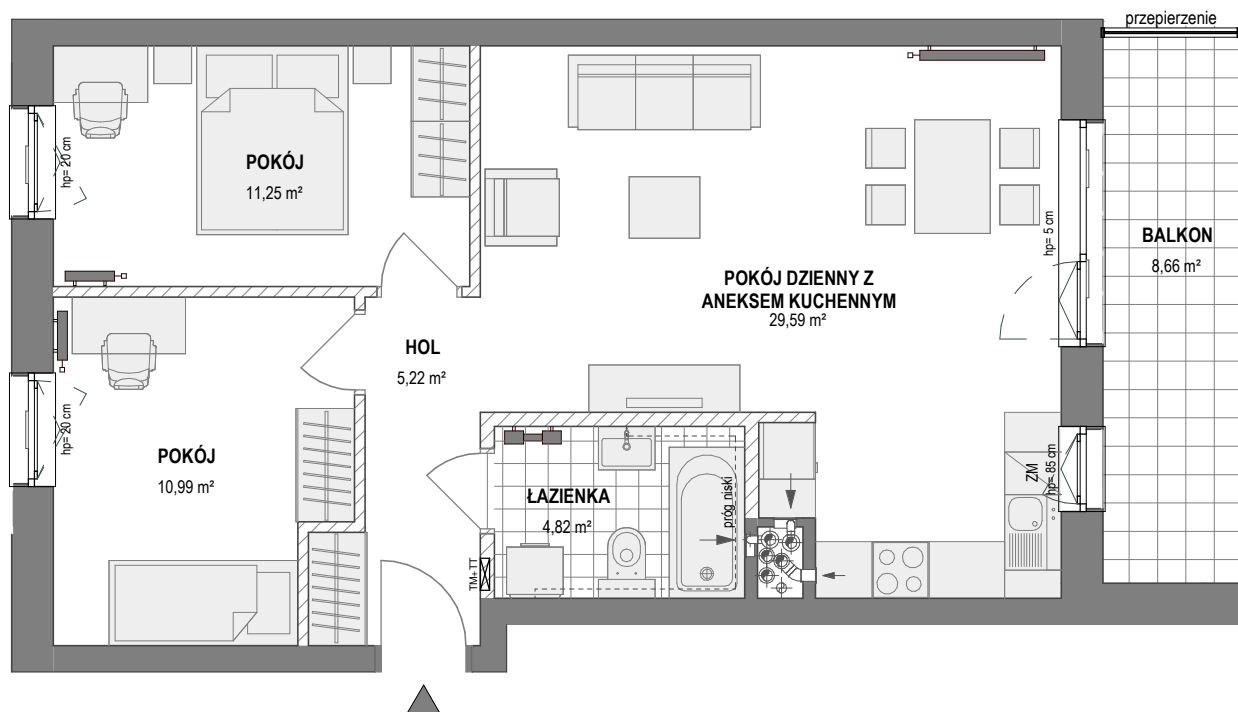 przepierzenie
POKÓJ
11,25 m²
hp= 20 cm
hp= 5 cm
BALKON
8,66 m²
POKÓJ DZIENNY Z
ANEKSEM KUCHENNYM
29,59 m²
HOL
5,22 m²
hp= 20 cm
POKÓJ
10,99 m²
ŁAZIENKA
4,82 m²
próg niski
ZM
hp= 85 cm
TM+ TT